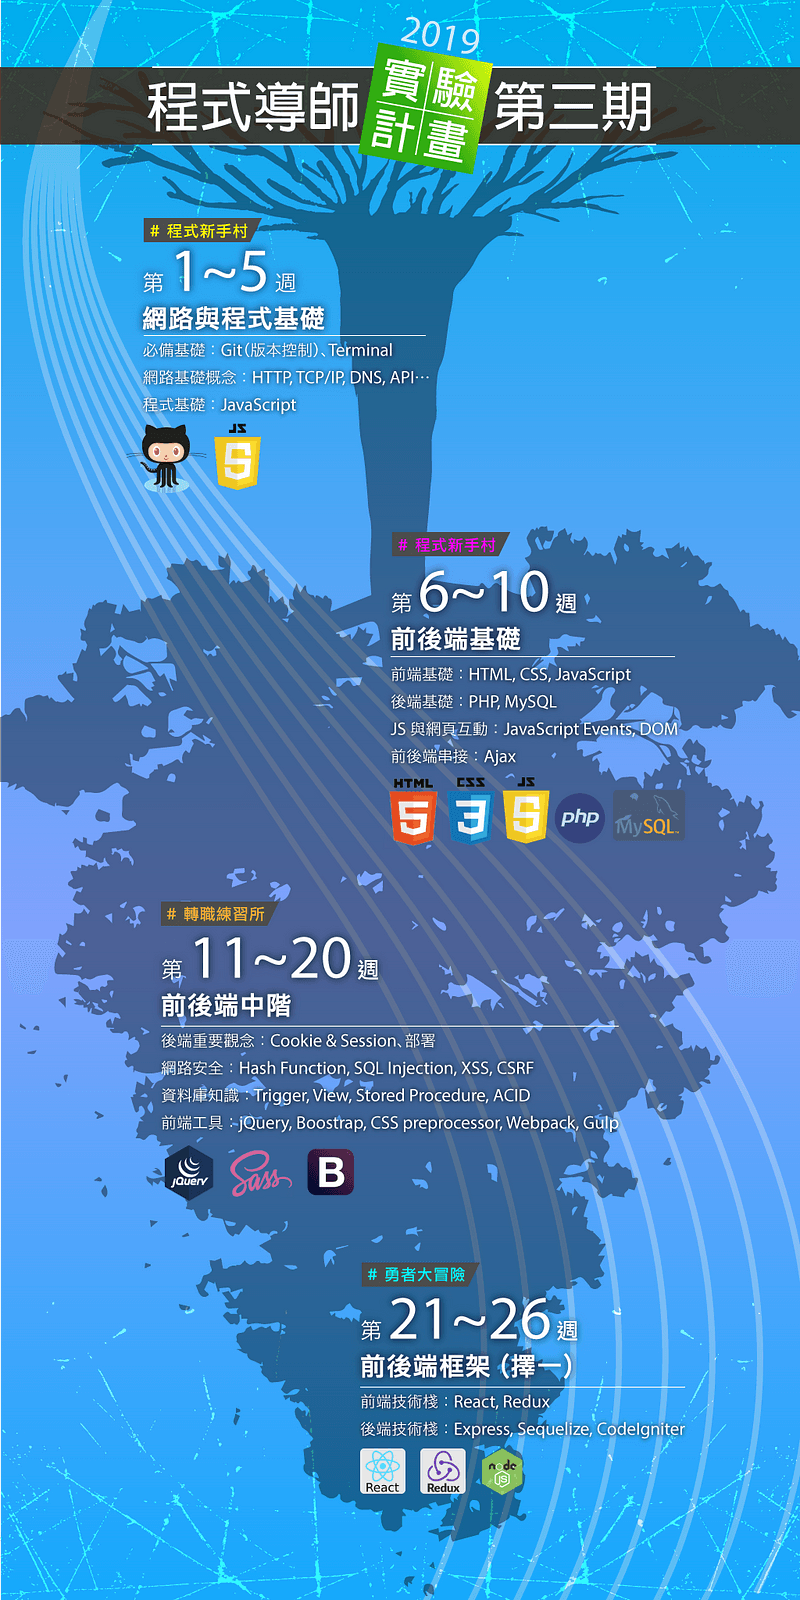 2019
程式導師 實驗計畫 第三期
# 程式新手村
第 1~5 週
網路與程式基礎
必備基礎：Git（版本控制）、Terminal
網路基礎概念：HTTP, TCP/IP, DNS, API…
程式基礎：JavaScript
JS
# 程式新手村
第 6~10 週
前後端基礎
前端基礎：HTML, CSS, JavaScript
後端基礎：PHP, MySQL
JS 與網頁互動：JavaScript Events, DOM
前後端串接：Ajax
HTML 5 CSS 3 JS php MySQL™
# 轉職練習所
第 11~20 週
前後端中階
後端重要觀念：Cookie & Session、部署
網路安全：Hash Function, SQL Injection, XSS, CSRF
資料庫知識：Trigger, View, Stored Procedure, ACID
前端工具：jQuery, Boostrap, CSS preprocessor, Webpack, Gulp
jQuery Sass B
# 勇者大冒險
第 21~26 週
前後端框架（擇一）
前端技術棧：React, Redux
後端技術棧：Express, Sequelize, CodeIgniter
React Redux node JS